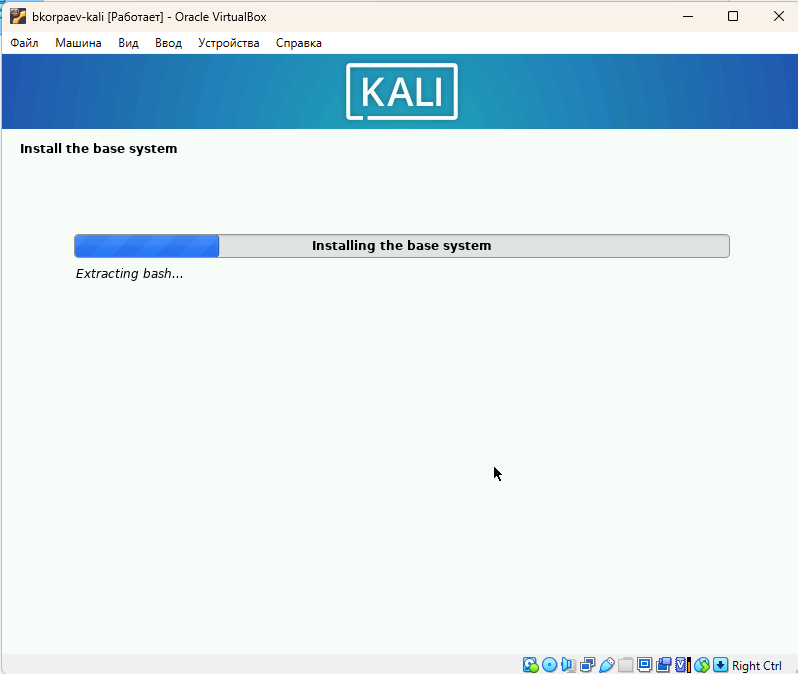 bkorpaev-kali [Работает] - Oracle VirtualBox
Файл Машина Вид Ввод Устройства Справка
KALI
Install the base system
Installing the base system
Extracting bash...
Right Ctrl